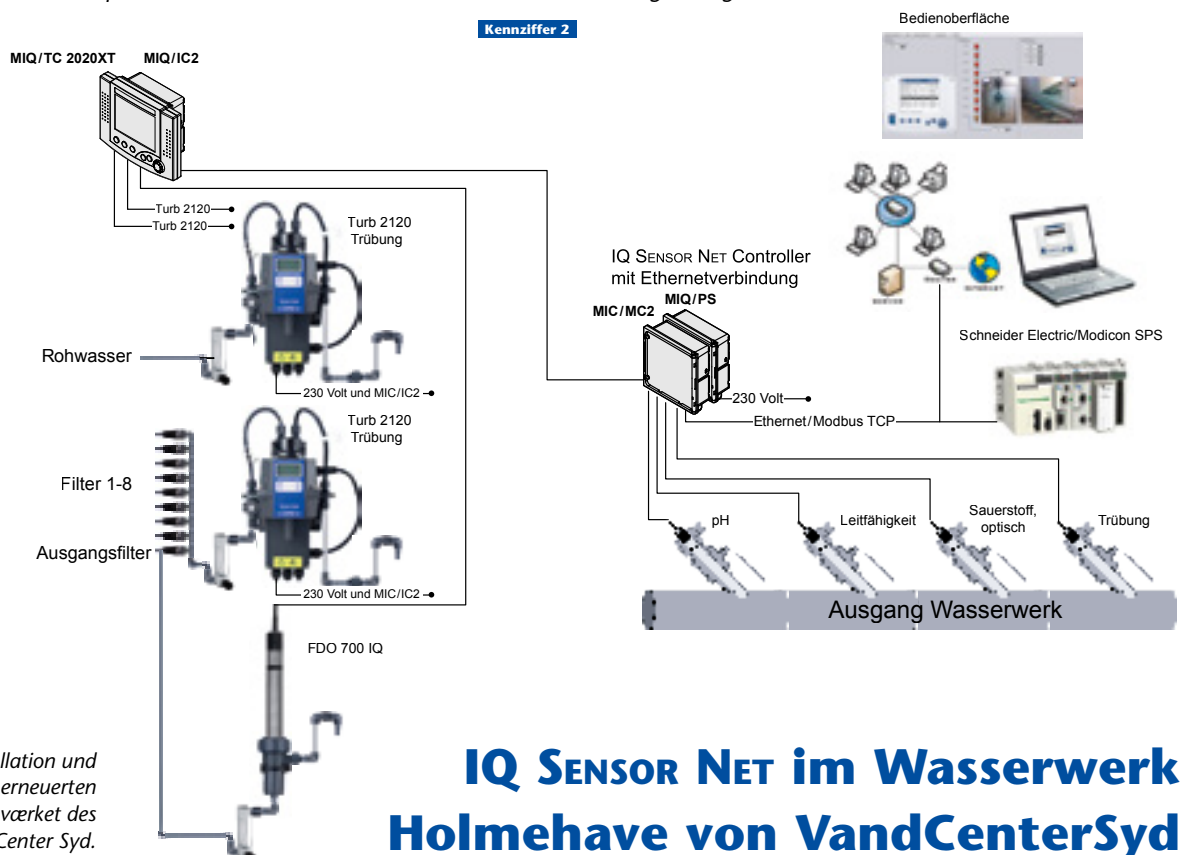 Kennziffer 2
Bedienoberfläche
MIQ/TC 2020XT MIQ/IC2
Turb 2120
Turb 2120
Turb 2120
Trübung
Rohwasser
230 Volt und MIC/IC2
Turb 2120
Trübung
Filter 1-8
Ausgangsfilter
230 Volt und MIC/IC2
FDO 700 IQ
IQ SENSOR NET Controller
mit Ethernetverbindung
MIQ/PS
MIC/MC2
230 Volt
Ethernet/Modbus TCP
Schneider Electric/Modicon SPS
pH
Leitfähigkeit
Sauerstoff,
optisch
Trübung
Ausgang Wasserwerk
llation und
erneuerten
værket des
Center Syd.
IQ SENSOR NET im Wasserwerk
Holmehave von VandCenterSyd